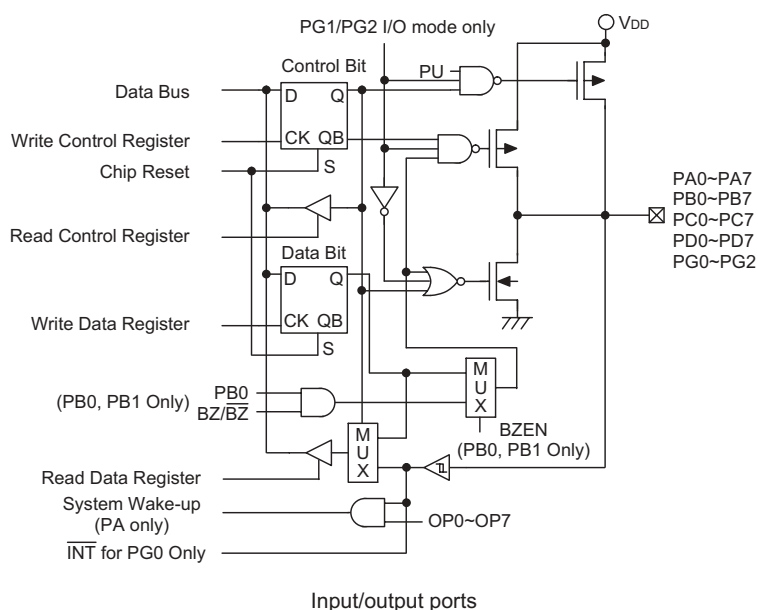 PG1/PG2 I/O mode only
VDD
Control Bit
PU
Data Bus
D Q
Write Control Register
CK QB
Chip Reset
S
PA0~PA7
PB0~PB7
PC0~PC7
PD0~PD7
PG0~PG2
Read Control Register
Data Bit
D Q
Write Data Register
CK QB
S
MUX
(PB0, PB1 Only)
PB0
BZ/B̅Z̅
BZEN
(PB0, PB1 Only)
MUX
Read Data Register
System Wake-up
(PA only)
OP0~OP7
I̅N̅T̅ for PG0 Only
Input/output ports